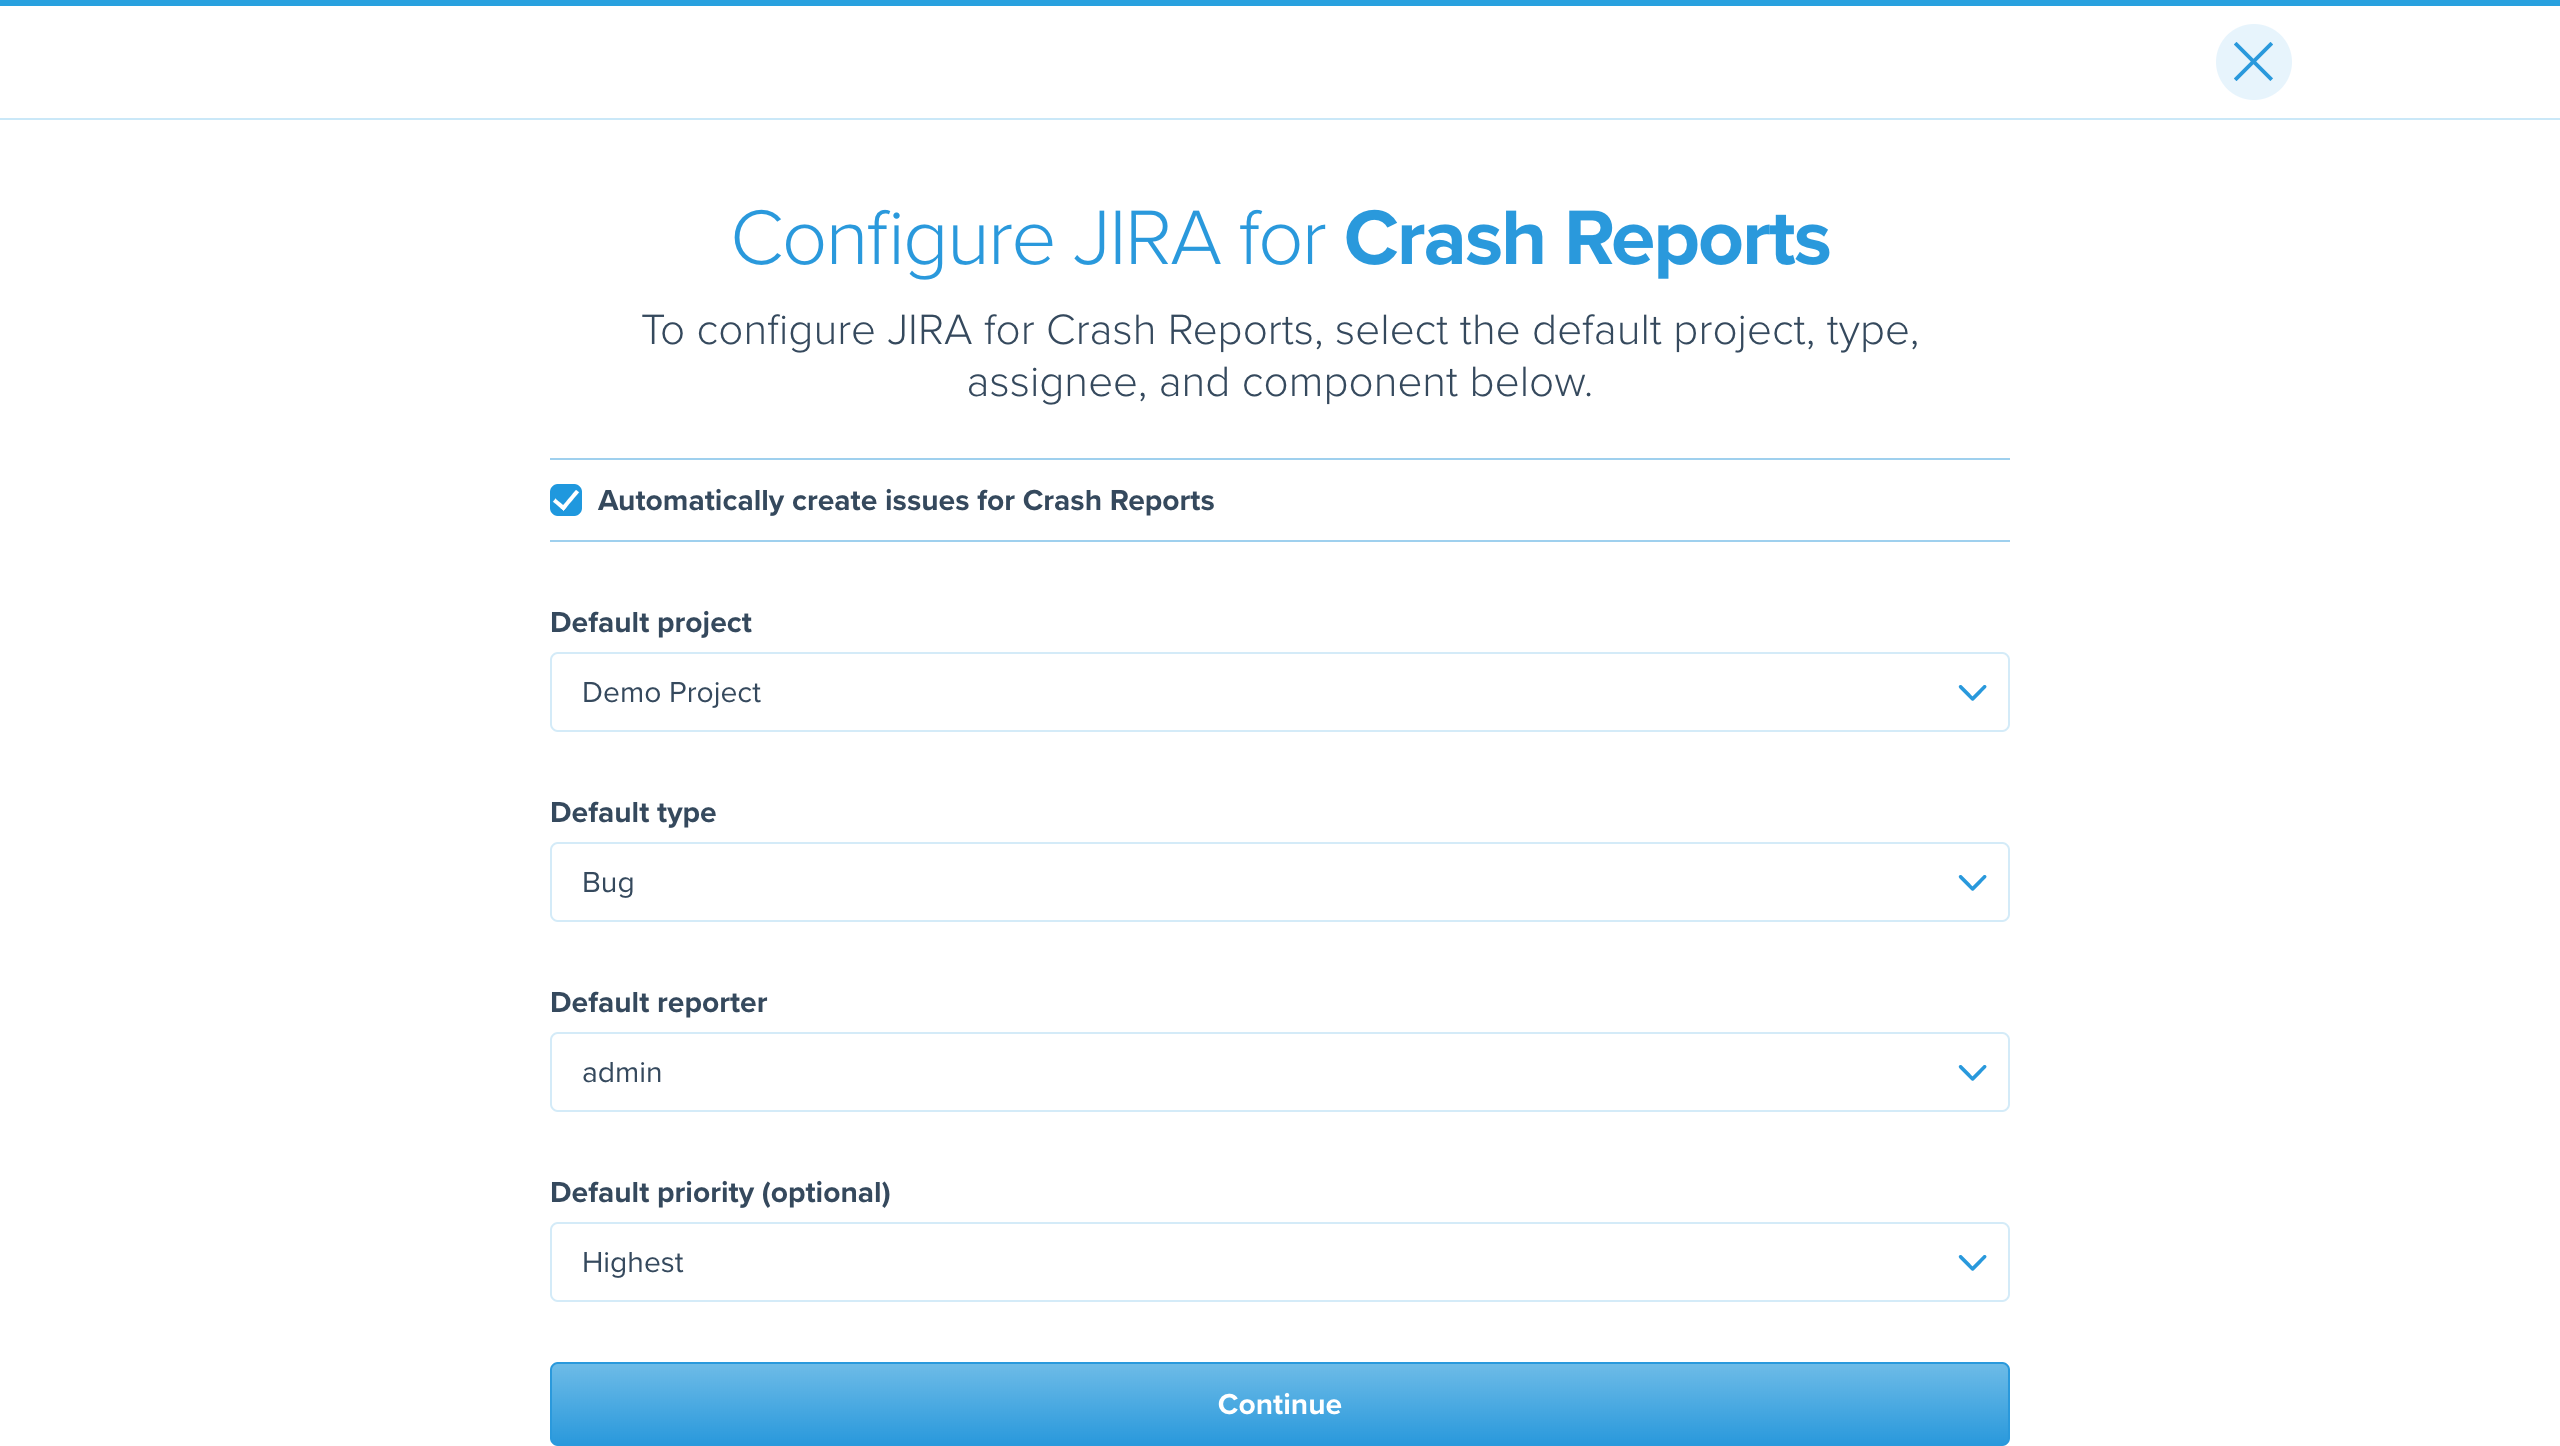 Configure JIRA for Crash Reports
To configure JIRA for Crash Reports, select the default project, type,
assignee, and component below.
Automatically create issues for Crash Reports
Default project
Demo Project
Default type
Bug
Default reporter
admin
Default priority (optional)
Highest
Continue